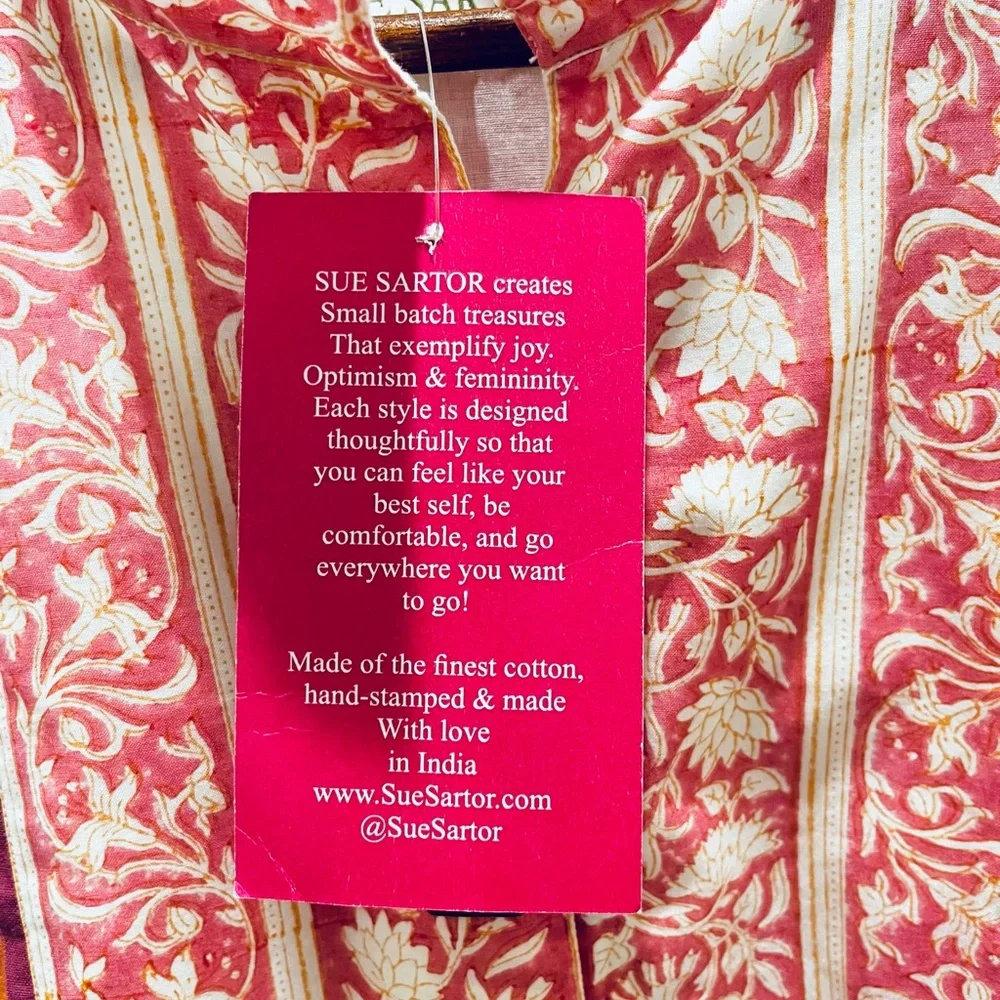 SUE SARTOR creates
Small batch treasures
That exemplify joy.
Optimism & femininity.
Each style is designed
thoughtfully so that
you can feel like your
best self, be
comfortable, and go
everywhere you want
to go!
Made of the finest cotton,
hand-stamped & made
With love
in India
www.SueSartor.com
@SueSartor